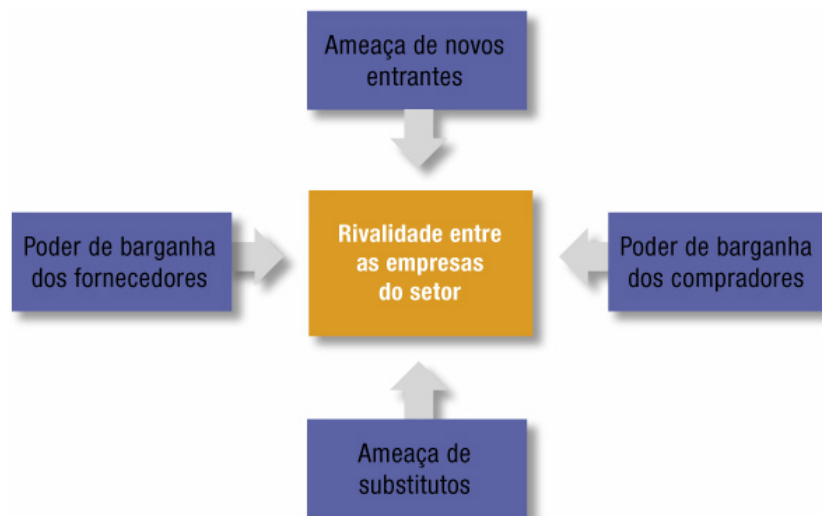 Ameaça de novos
entrantes
Poder de barganha
dos fornecedores
Rivalidade entre
as empresas
do setor
Poder de barganha
dos compradores
Ameaça de
substitutos